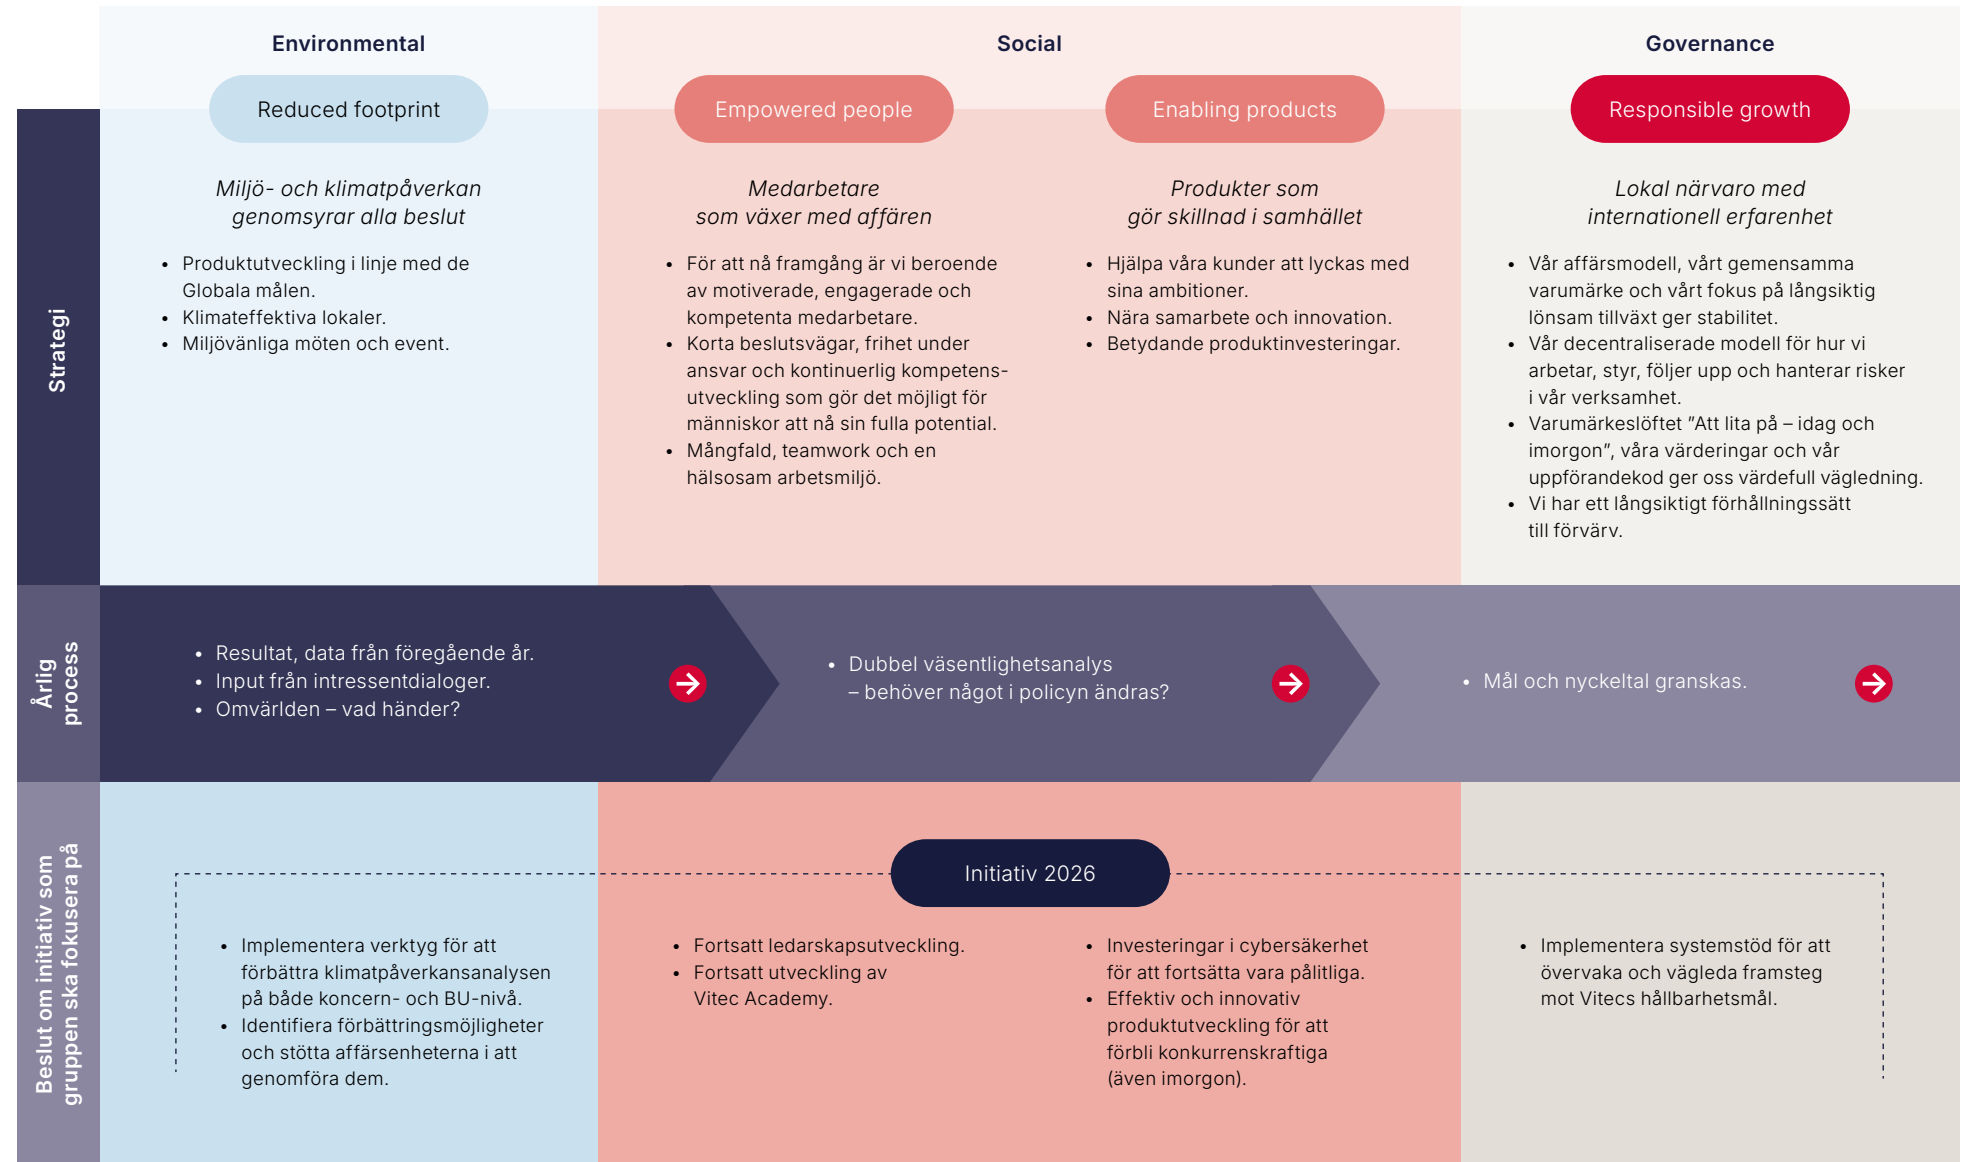 Environmental
Social
Governance
Reduced footprint
Empowered people
Enabling products
Responsible growth
Strategi
Miljö- och klimatpåverkan
genomsyrar alla beslut
• Produktutveckling i linje med de
Globala målen.
• Klimateffektiva lokaler.
• Miljövänliga möten och event.
Medarbetare
som växer med affären
• För att nå framgång är vi beroende
av motiverade, engagerade och
kompetenta medarbetare.
• Korta beslutsvägar, frihet under
ansvar och kontinuerlig kompetens-
utveckling som gör det möjligt för
människor att nå sin fulla potential.
• Mångfald, teamwork och en
hälsosam arbetsmiljö.
Produkter som
gör skillnad i samhället
• Hjälpa våra kunder att lyckas med
sina ambitioner.
• Nära samarbete och innovation.
• Betydande produktinvesteringar.
Lokal närvaro med
internationell erfarenhet
• Vår affärsmodell, vårt gemensamma
varumärke och vårt fokus på långsiktig
lönsam tillväxt ger stabilitet.
• Vår decentraliserade modell för hur vi
arbetar, styr, följer upp och hanterar risker
i vår verksamhet.
• Varumärkeslöftet ”Att lita på – idag och
imorgon”, våra värderingar och vår
uppförandekod ger oss värdefull vägledning.
• Vi har ett långsiktigt förhållningssätt
till förvärv.
Årlig
process
• Resultat, data från föregående år.
• Input från intressentdialoger.
• Omvärlden – vad händer?
• Dubbel väsentlighetsanalys
– behöver något i policyn ändras?
• Mål och nyckeltal granskas.
Beslut om initiativ som
gruppen ska fokusera på
Initiativ 2026
• Implementera verktyg för att
förbättra klimatpåverkansanalysen
på både koncern- och BU-nivå.
• Identifiera förbättringsmöjligheter
och stötta affärsenheterna i att
genomföra dem.
• Fortsatt ledarskapsutveckling.
• Fortsatt utveckling av
Vitec Academy.
• Investeringar i cybersäkerhet
för att fortsätta vara pålitliga.
• Effektiv och innovativ
produktutveckling för att
förbli konkurrenskraftiga
(även imorgon).
• Implementera systemstöd för att
övervaka och vägleda framsteg
mot Vitecs hållbarhetsmål.